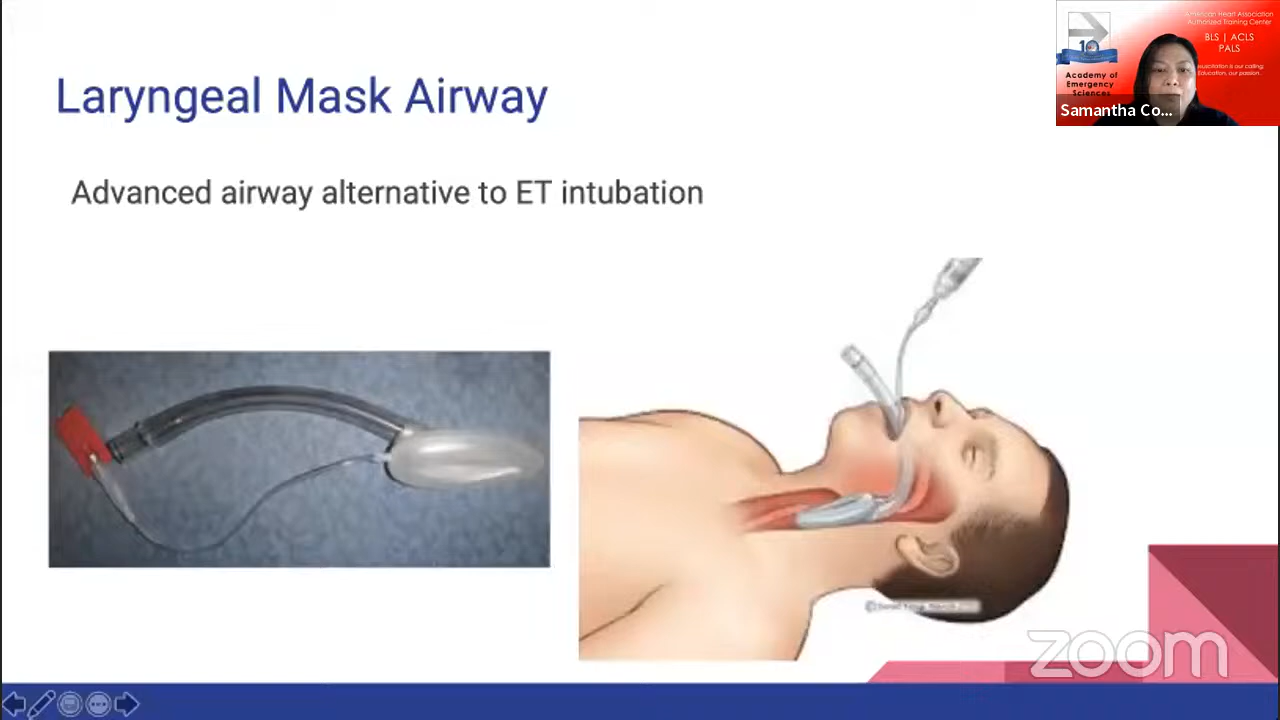 Laryngeal Mask Airway
Advanced airway alternative to ET intubation
American Heart Association
Authorized Training Center
BLS | ACLS
PALS
Resuscitation is our calling;
Education, our passion.
10
Academy of
Emergency
Sciences
Samantha Co...
zoom